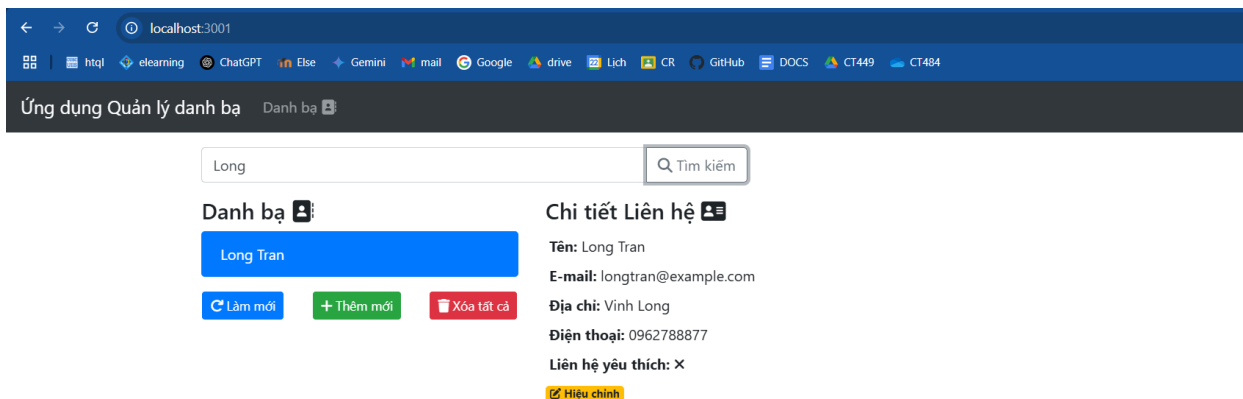 localhost:3001
htql elearning ChatGPT Else Gemini mail Google drive Lịch CR GitHub DOCS CT449 CT484
Ứng dụng Quản lý danh bạ Danh bạ
Long Tìm kiếm
Danh bạ
Long Tran
Làm mới Thêm mới Xóa tất cả
Chi tiết Liên hệ
Tên: Long Tran
E-mail: longtran@example.com
Địa chỉ: Vinh Long
Điện thoại: 0962788877
Liên hệ yêu thích:
Hiệu chỉnh